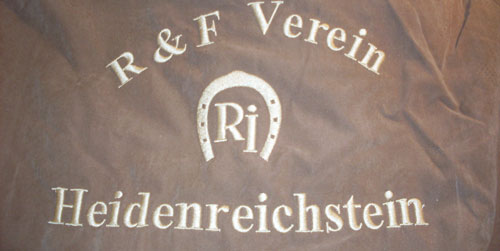 R & F Verein
Ri
Heidenreichstein